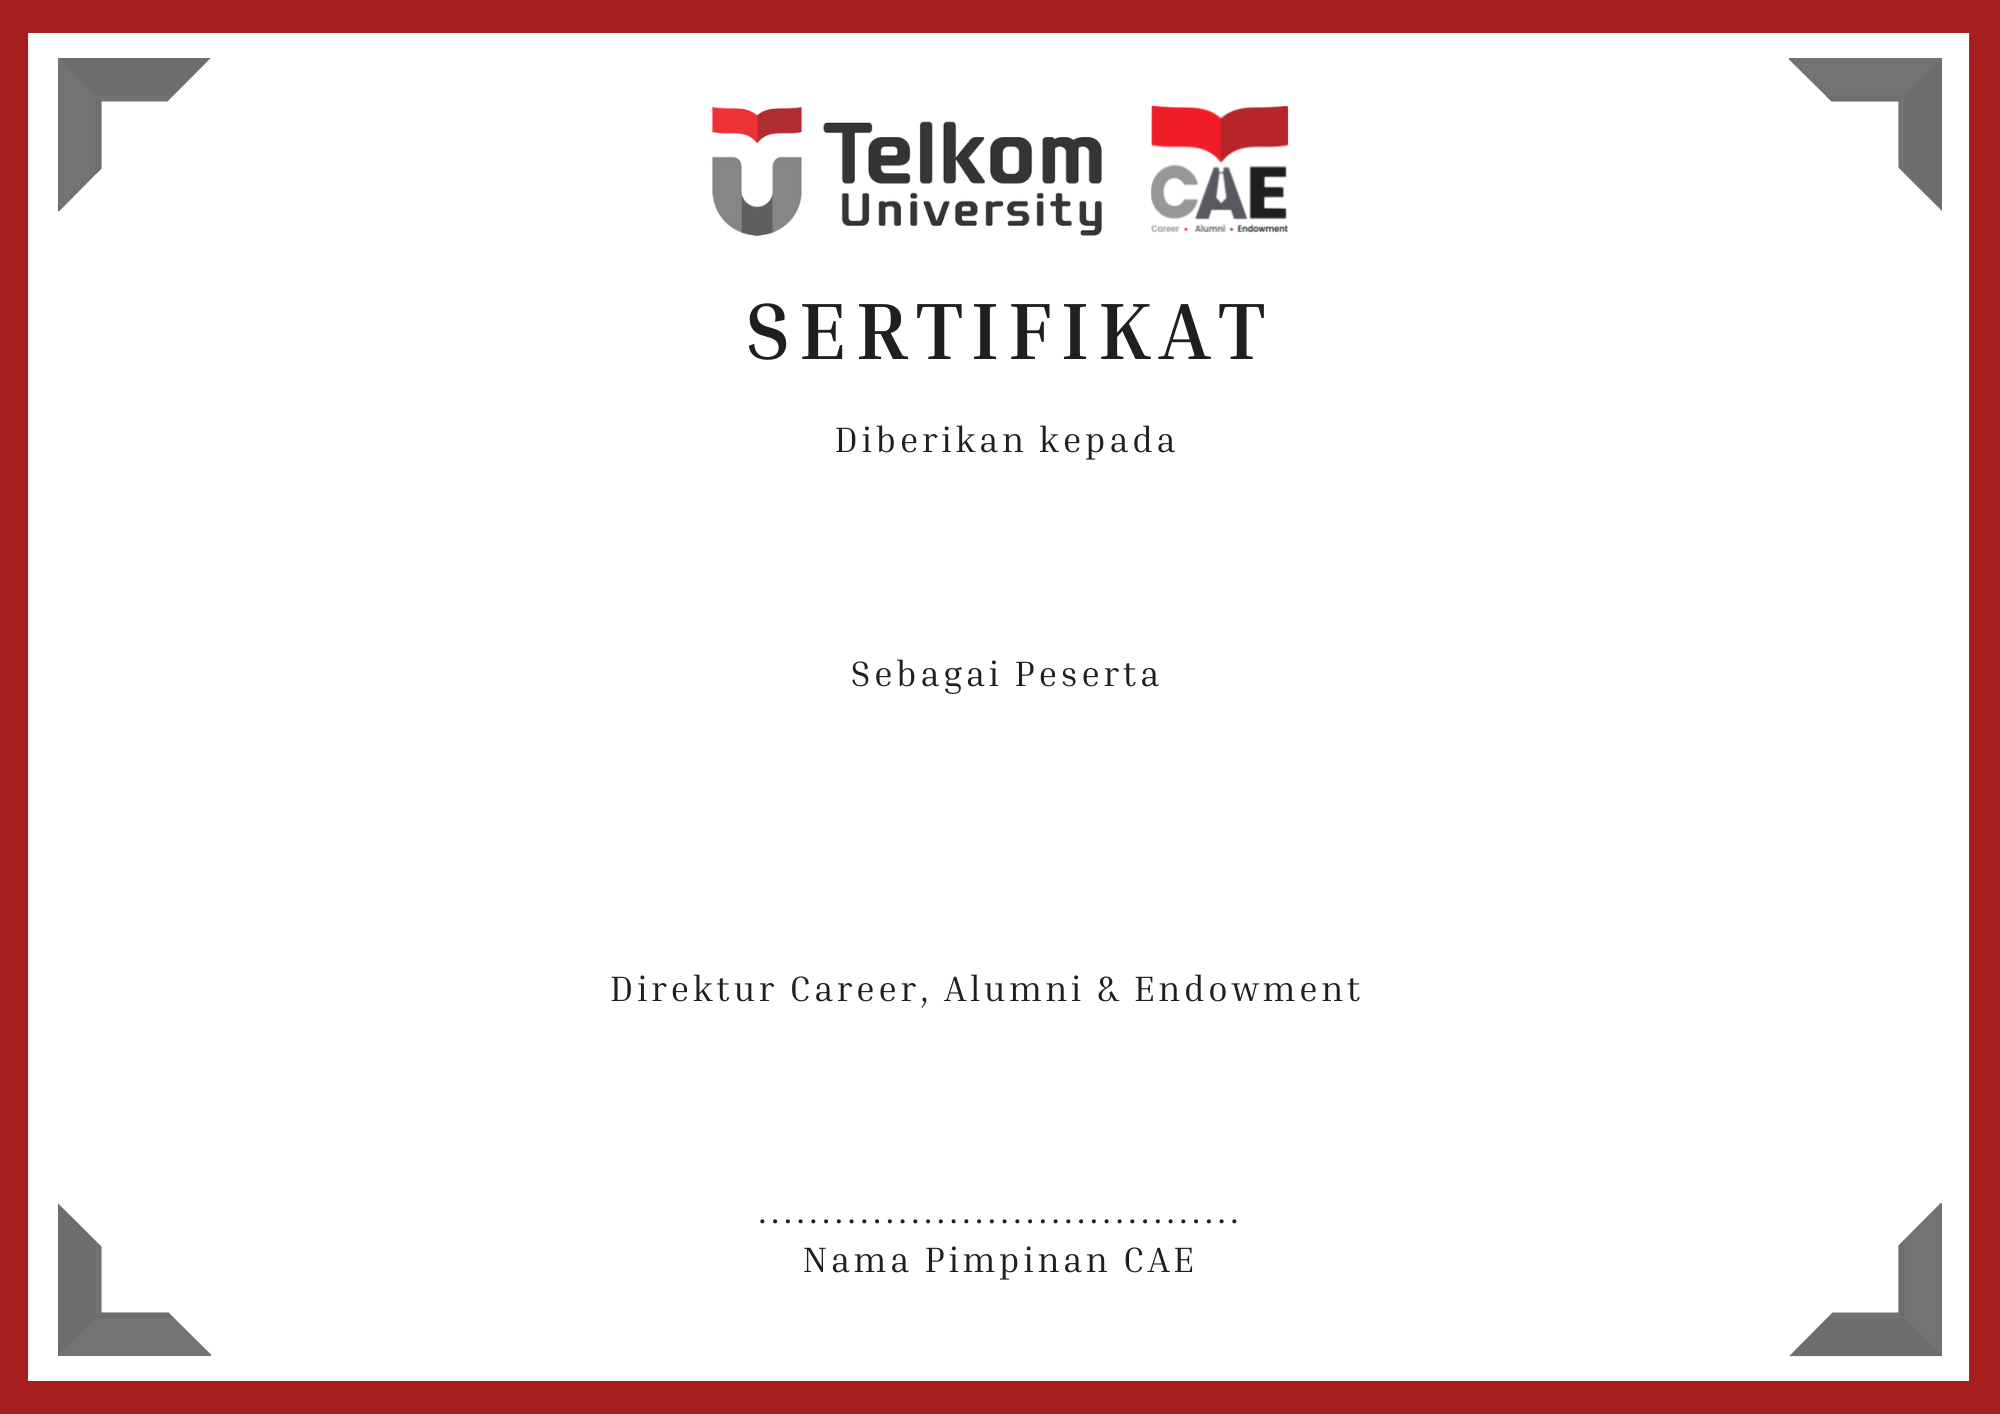 Telkom
University
CAE
Career • Alumni • Endowment
SERTIFIKAT
Diberikan kepada
Sebagai Peserta
Direktur Career, Alumni & Endowment
......................................
Nama Pimpinan CAE